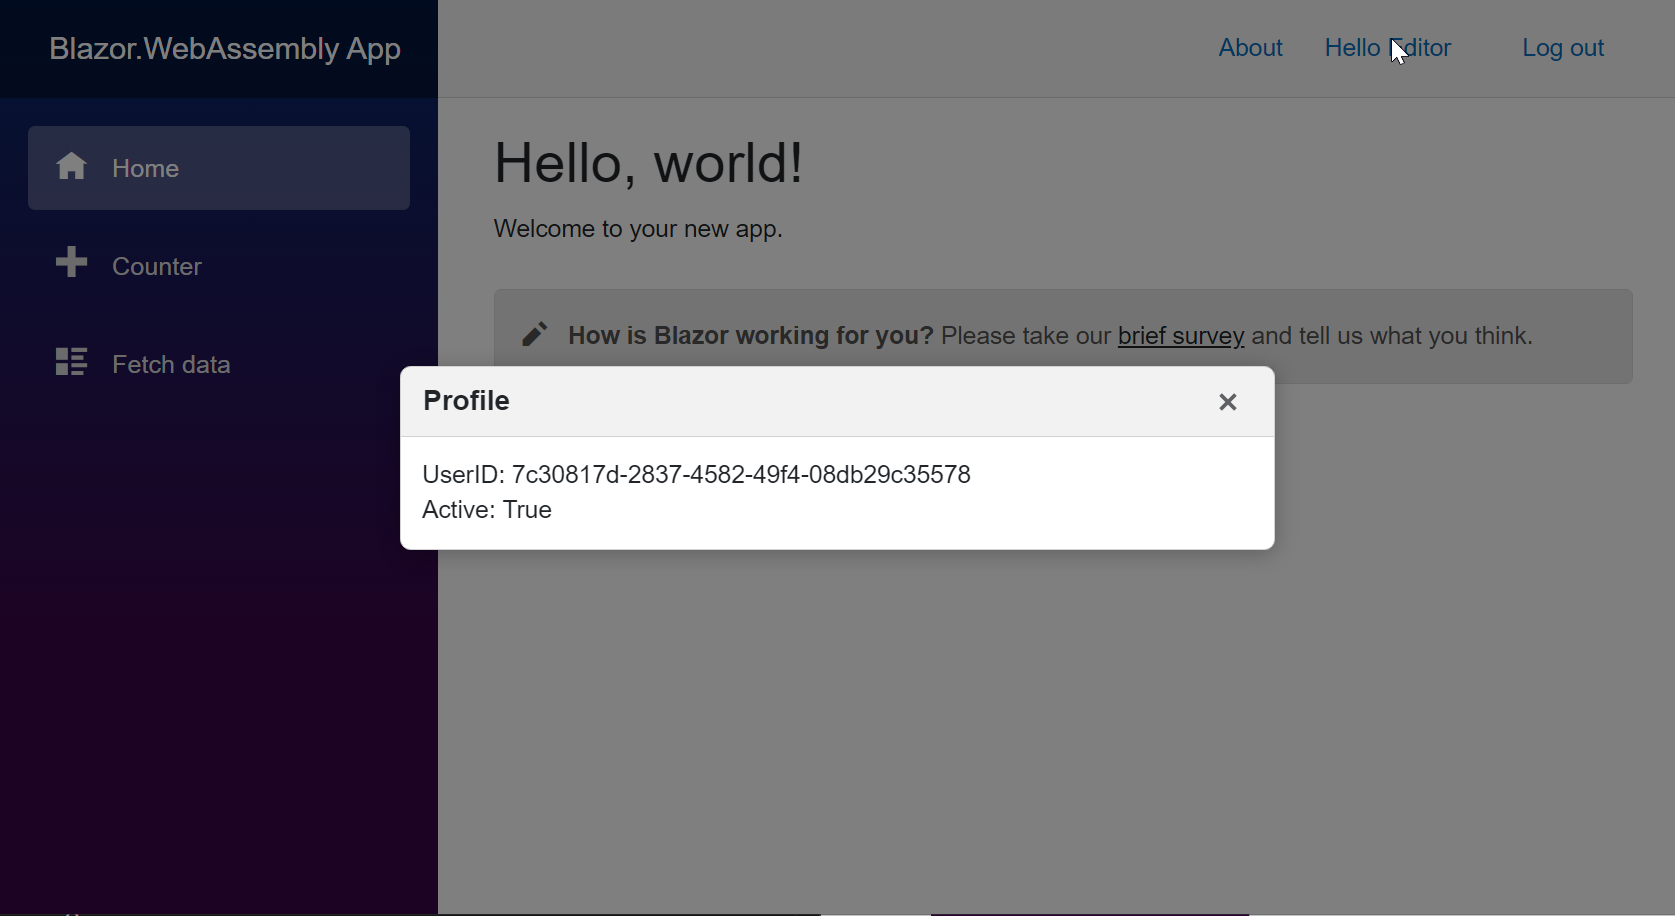 Blazor.WebAssembly App
About
Hello Editor
Log out
Home
Counter
Fetch data
Hello, world!
Welcome to your new app.
How is Blazor working for you? Please take our brief survey and tell us what you think.
Profile
UserID: 7c30817d-2837-4582-49f4-08db29c35578
Active: True